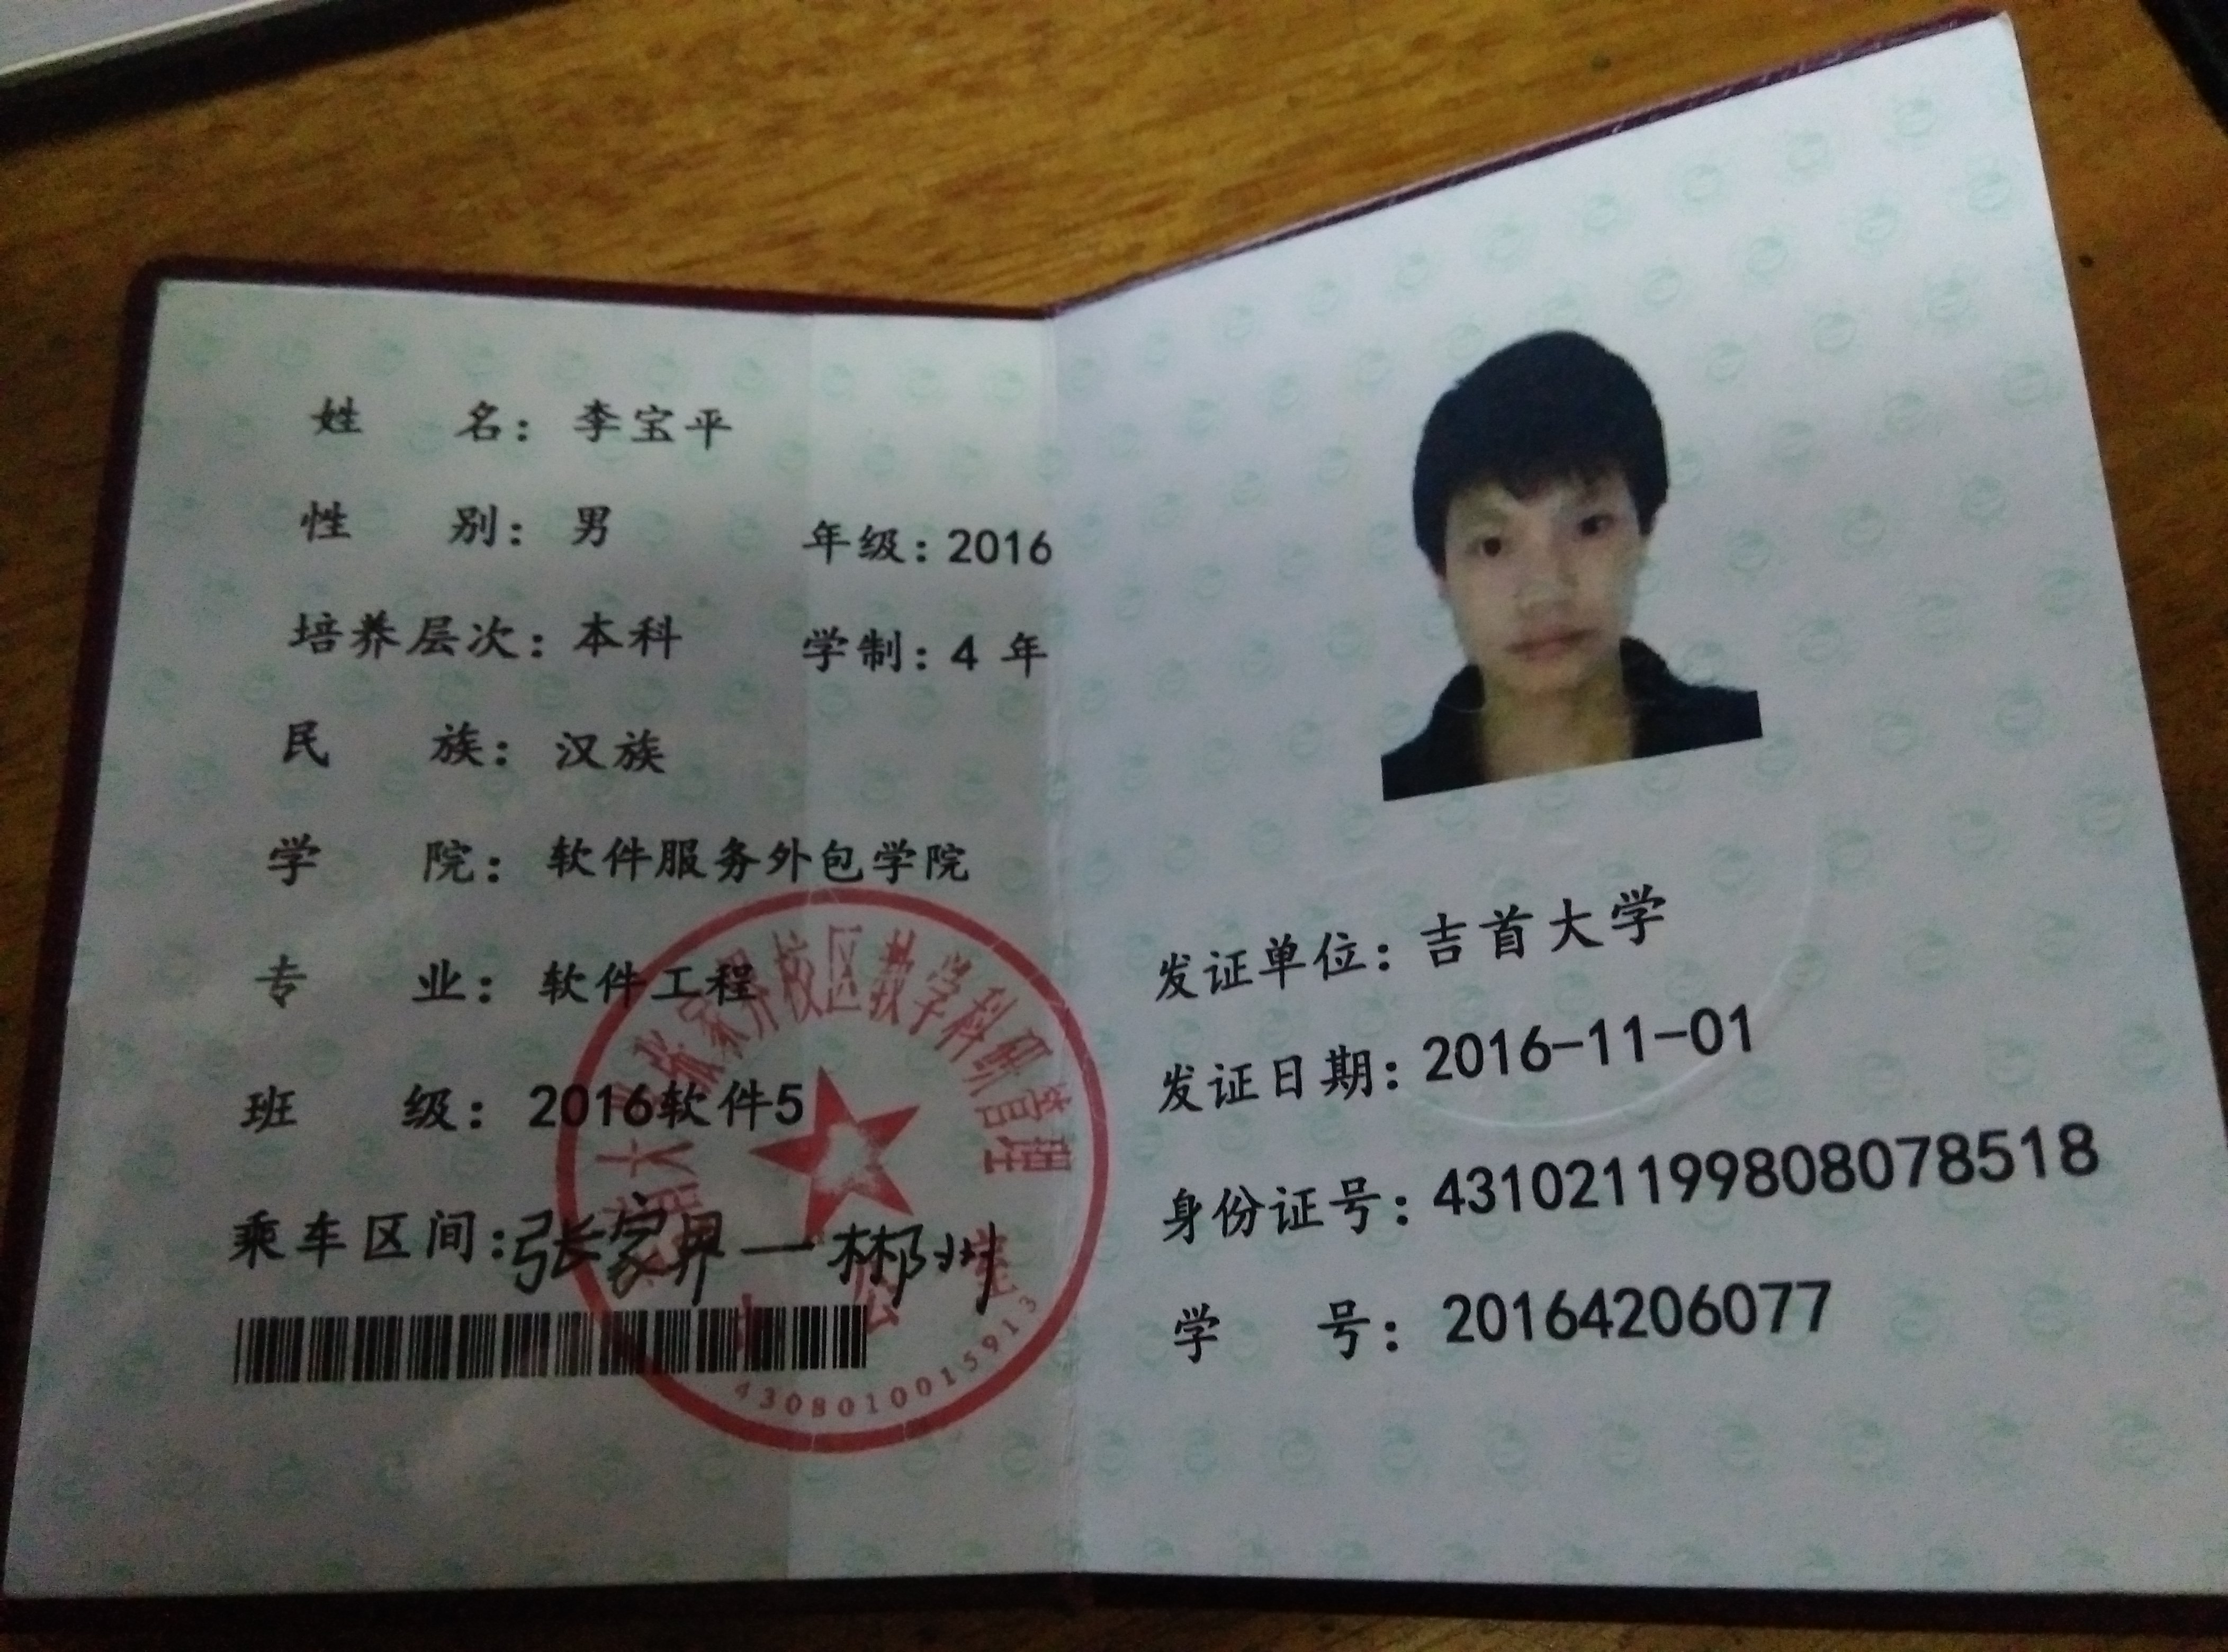 姓 名：李宝平
性 别：男 年级：2016
培养层次：本科 学制：4 年
民 族：汉族
学 院：软件服务外包学院
专 业：软件工程
班 级：2016软件5
乘车区间：张家界—郴州
大 张家界校区教学科研管理
公
4308010015913
发证单位：吉首大学
发证日期：2016-11-01
身份证号：431021199808078518
学 号：20164206077